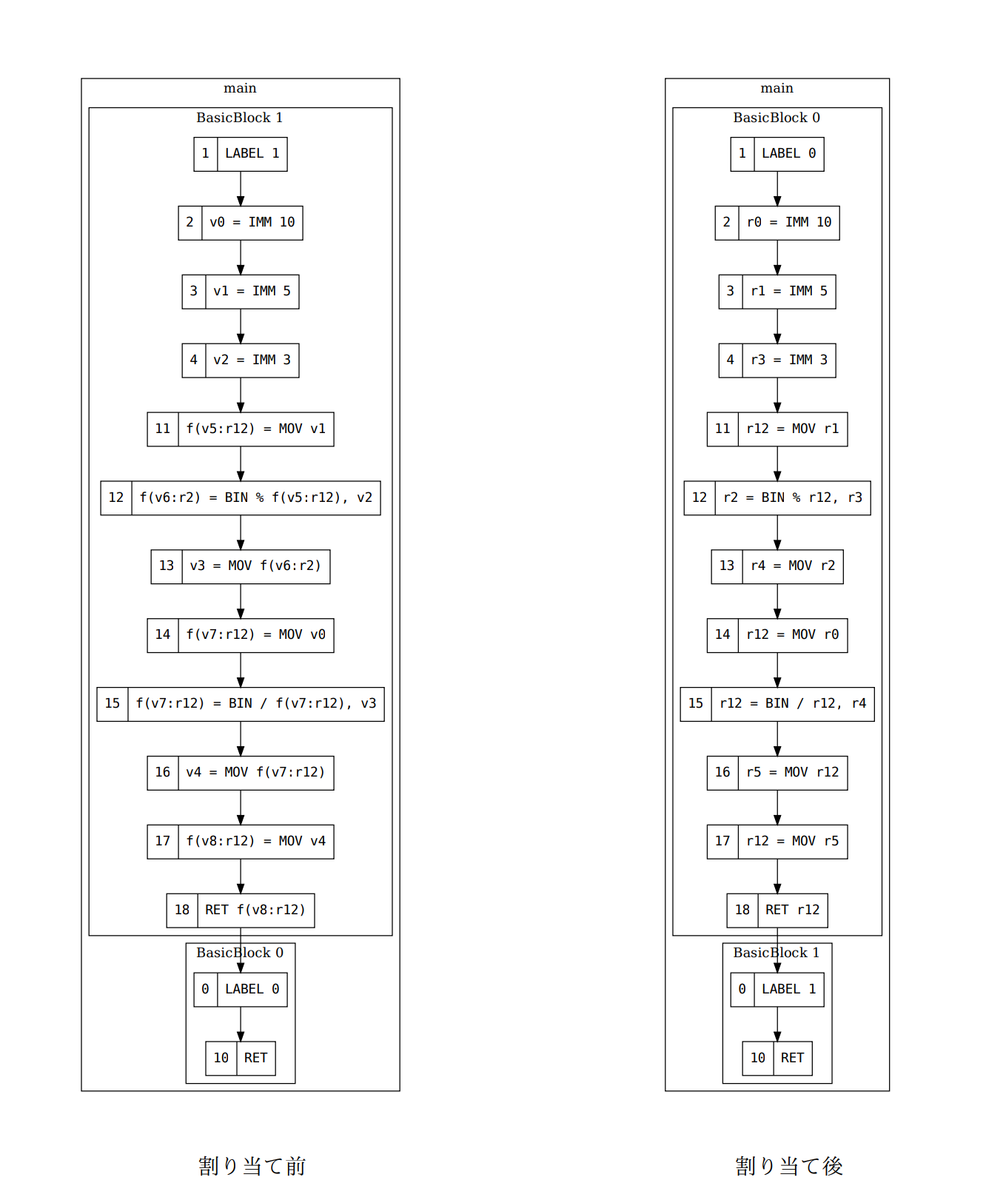 main
BasicBlock 1
1 LABEL 1
2 v0 = IMM 10
3 v1 = IMM 5
4 v2 = IMM 3
11 f(v5:r12) = MOV v1
12 f(v6:r2) = BIN % f(v5:r12), v2
13 v3 = MOV f(v6:r2)
14 f(v7:r12) = MOV v0
15 f(v7:r12) = BIN / f(v7:r12), v3
16 v4 = MOV f(v7:r12)
17 f(v8:r12) = MOV v4
18 RET f(v8:r12)
BasicBlock 0
0 LABEL 0
10 RET
割り当て前
main
BasicBlock 0
1 LABEL 0
2 r0 = IMM 10
3 r1 = IMM 5
4 r3 = IMM 3
11 r12 = MOV r1
12 r2 = BIN % r12, r3
13 r4 = MOV r2
14 r12 = MOV r0
15 r12 = BIN / r12, r4
16 r5 = MOV r12
17 r12 = MOV r5
18 RET r12
BasicBlock 1
0 LABEL 1
10 RET
割り当て後